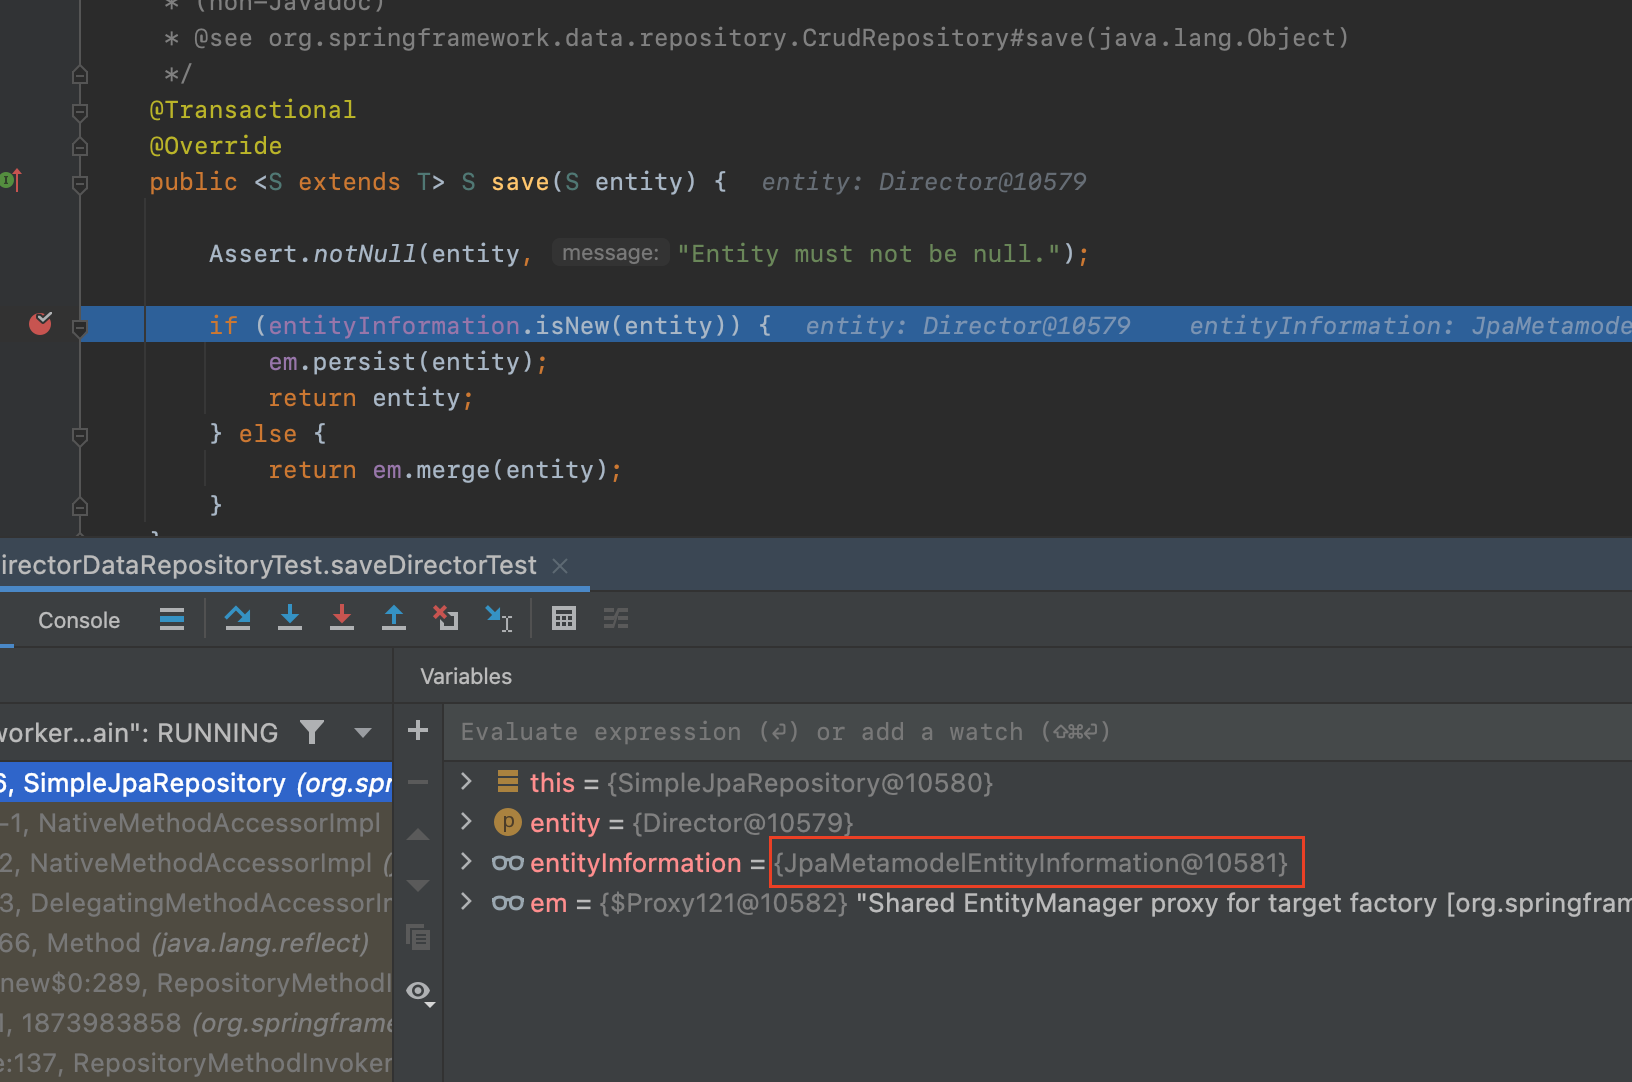 * (non-Javadoc)
* @see org.springframework.data.repository.CrudRepository#save(java.lang.Object)
*/
@Transactional
@Override
public <S extends T> S save(S entity) { entity: Director@10579
Assert.notNull(entity, message: "Entity must not be null.");
if (entityInformation.isNew(entity)) { entity: Director@10579 entityInformation: JpaMetamode
em.persist(entity);
return entity;
} else {
return em.merge(entity);
}
irectorDataRepositoryTest.saveDirectorTest
Console
Variables
worker...ain": RUNNING
Evaluate expression (⏎) or add a watch (⇧⌘⏎)
6, SimpleJpaRepository (org.spr
-1, NativeMethodAccessorImpl
2, NativeMethodAccessorImpl (
3, DelegatingMethodAccessorIr
66, Method (java.lang.reflect)
new$0:289, RepositoryMethodI
1, 1873983858 (org.springframe
e:137, RepositoryMethodInvoker
this = {SimpleJpaRepository@10580}
p entity = {Director@10579}
entityInformation = {JpaMetamodelEntityInformation@10581}
em = {$Proxy121@10582} "Shared EntityManager proxy for target factory [org.springfram